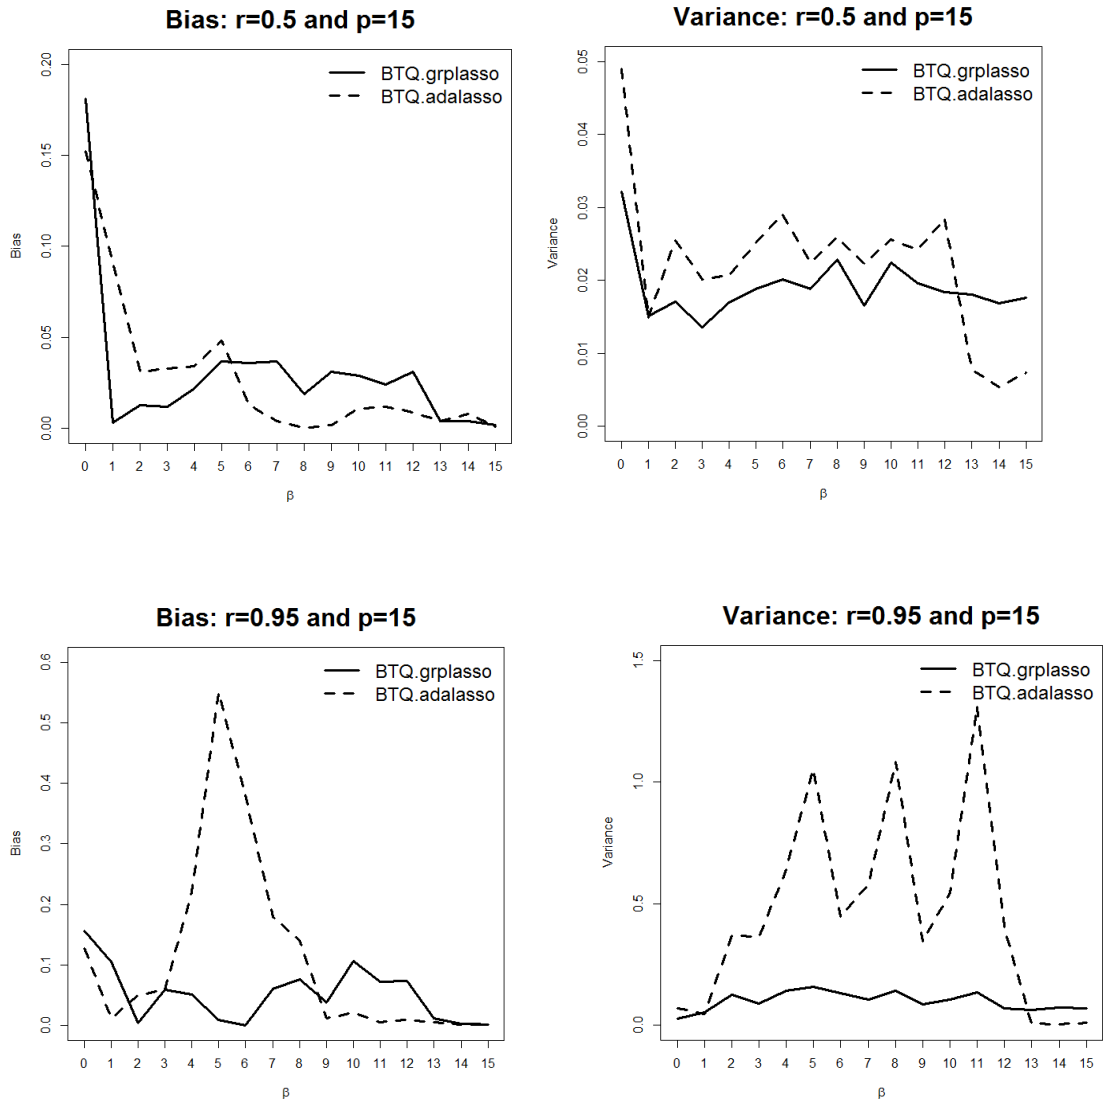 Bias: r=0.5 and p=15
BTQ.grplasso
BTQ.adalasso
0.20
0.15
0.10
0.05
0.00
Bias
0 1 2 3 4 5 6 7 8 9 10 11 12 13 14 15
β
Variance: r=0.5 and p=15
BTQ.grplasso
BTQ.adalasso
0.05
0.04
0.03
0.02
0.01
0.00
Variance
0 1 2 3 4 5 6 7 8 9 10 11 12 13 14 15
β
Bias: r=0.95 and p=15
BTQ.grplasso
BTQ.adalasso
0.6
0.5
0.4
0.3
0.2
0.1
0.0
Bias
0 1 2 3 4 5 6 7 8 9 10 11 12 13 14 15
β
Variance: r=0.95 and p=15
BTQ.grplasso
BTQ.adalasso
1.5
1.0
0.5
0.0
Variance
0 1 2 3 4 5 6 7 8 9 10 11 12 13 14 15
β